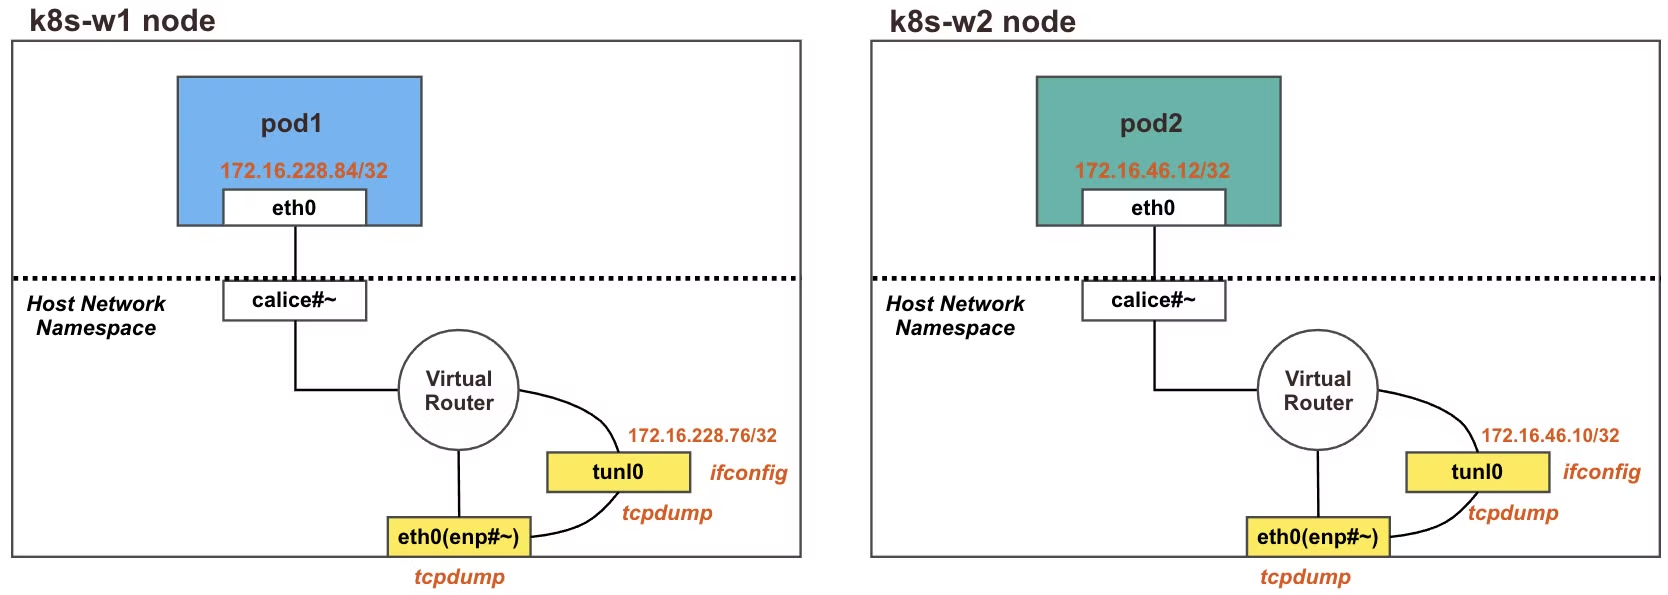 k8s-w1 node
pod1
172.16.228.84/32
eth0
Host Network
Namespace
calice#~
Virtual
Router
172.16.228.76/32
tunl0
ifconfig
tcpdump
eth0(enp#~)
tcpdump
k8s-w2 node
pod2
172.16.46.12/32
eth0
Host Network
Namespace
calice#~
Virtual
Router
172.16.46.10/32
tunl0
ifconfig
tcpdump
eth0(enp#~)
tcpdump